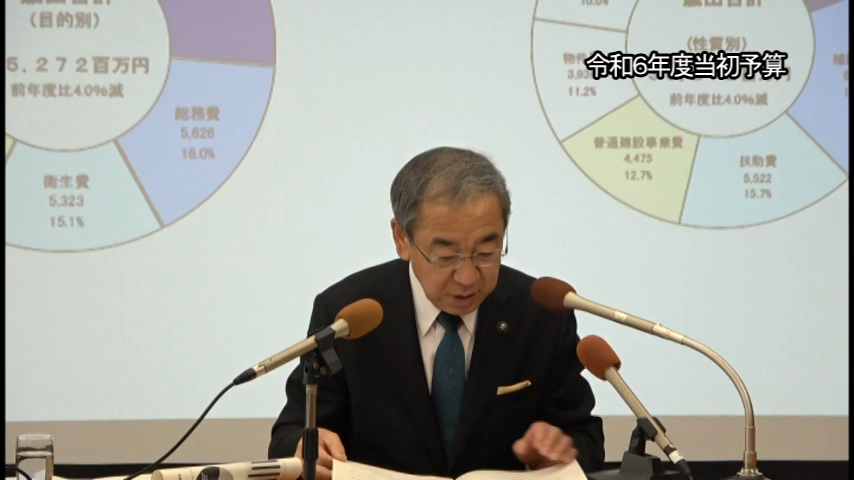 (目的別)
5,272百万円
前年度比4.0%減
総務費
5,626
16.0%
衛生費
5,323
15.1%
(性質別)
前年度比4.0%減
11.2%
普通建設事業費
4,475
12.7%
扶助費
5,522
15.7%
令和6年度当初予算